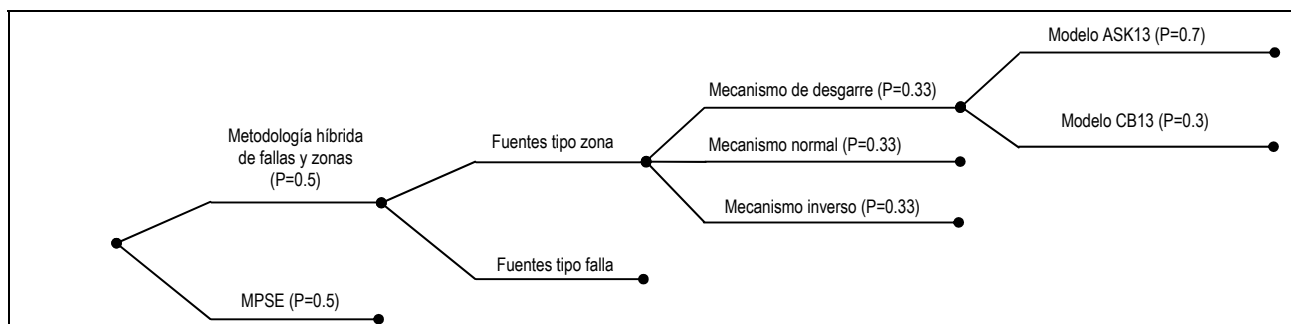 Modelo ASK13 (P=0.7)
Mecanismo de desgarre (P=0.33)
Modelo CB13 (P=0.3)
Metodología híbrida
de fallas y zonas
(P=0.5)
Fuentes tipo zona
Mecanismo normal (P=0.33)
Mecanismo inverso (P=0.33)
Fuentes tipo falla
MPSE (P=0.5)